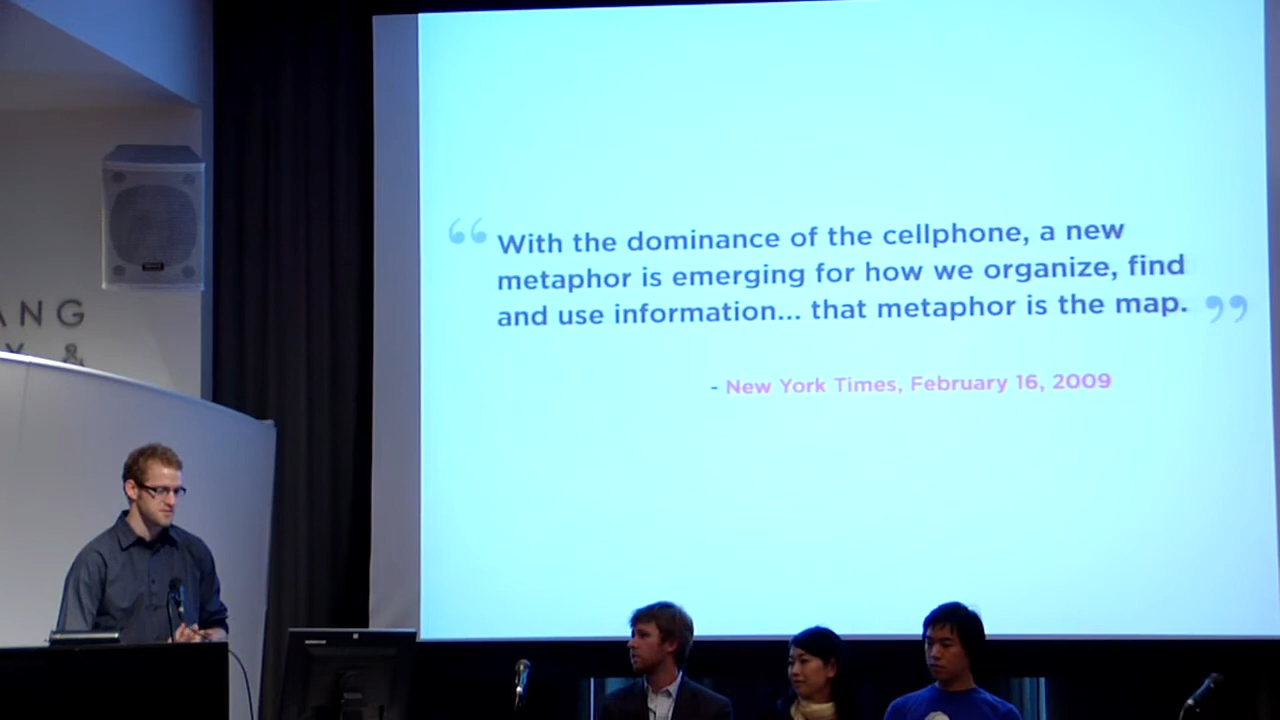 “ With the dominance of the cellphone, a new
metaphor is emerging for how we organize, find
and use information... that metaphor is the map. ”
- New York Times, February 16, 2009
ANG
&